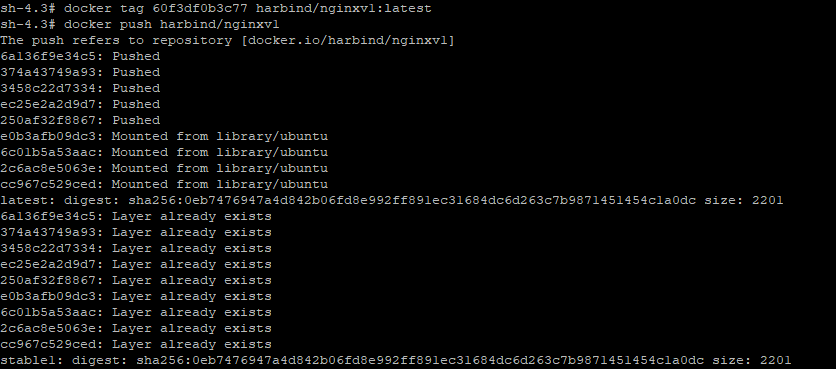 sh-4.3# docker tag 60f3df0b3c77 harbind/nginxv1:latest
sh-4.3# docker push harbind/nginxv1
The push refers to repository [docker.io/harbind/nginxv1]
6a136f9e34c5: Pushed
374a43749a93: Pushed
3458c22d7334: Pushed
ec25e2a2d9d7: Pushed
250af32f8867: Pushed
e0b3afb09dc3: Mounted from library/ubuntu
6c01b5a53aac: Mounted from library/ubuntu
2c6ac8e5063e: Mounted from library/ubuntu
cc967c529ced: Mounted from library/ubuntu
latest: digest: sha256:0eb7476947a4d842b06fd8e992ff891ec31684dc6d263c7b9871451454c1a0dc size: 2201
6a136f9e34c5: Layer already exists
374a43749a93: Layer already exists
3458c22d7334: Layer already exists
ec25e2a2d9d7: Layer already exists
250af32f8867: Layer already exists
e0b3afb09dc3: Layer already exists
6c01b5a53aac: Layer already exists
2c6ac8e5063e: Layer already exists
cc967c529ced: Layer already exists
stable1: digest: sha256:0eb7476947a4d842b06fd8e992ff891ec31684dc6d263c7b9871451454c1a0dc size: 2201